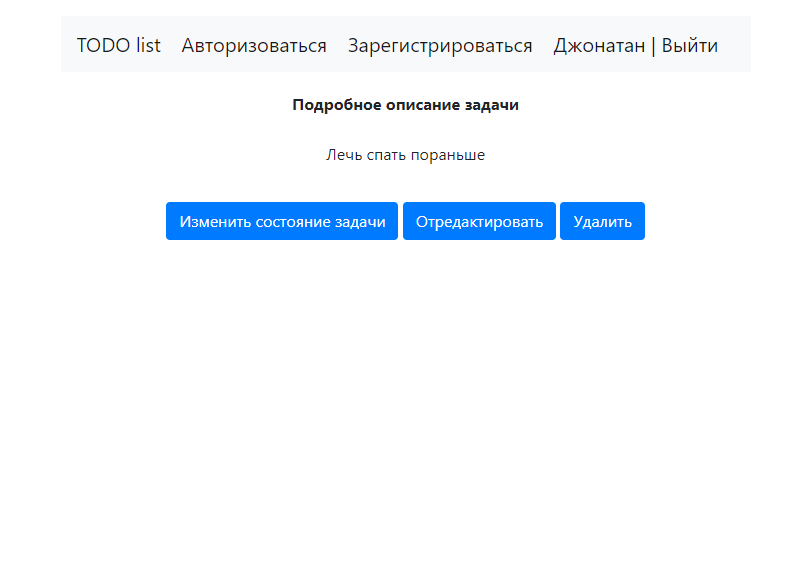 TODO list Авторизоваться Зарегистрироваться Джонатан | Выйти
Подробное описание задачи
Лечь спать пораньше
Изменить состояние задачи Отредактировать Удалить